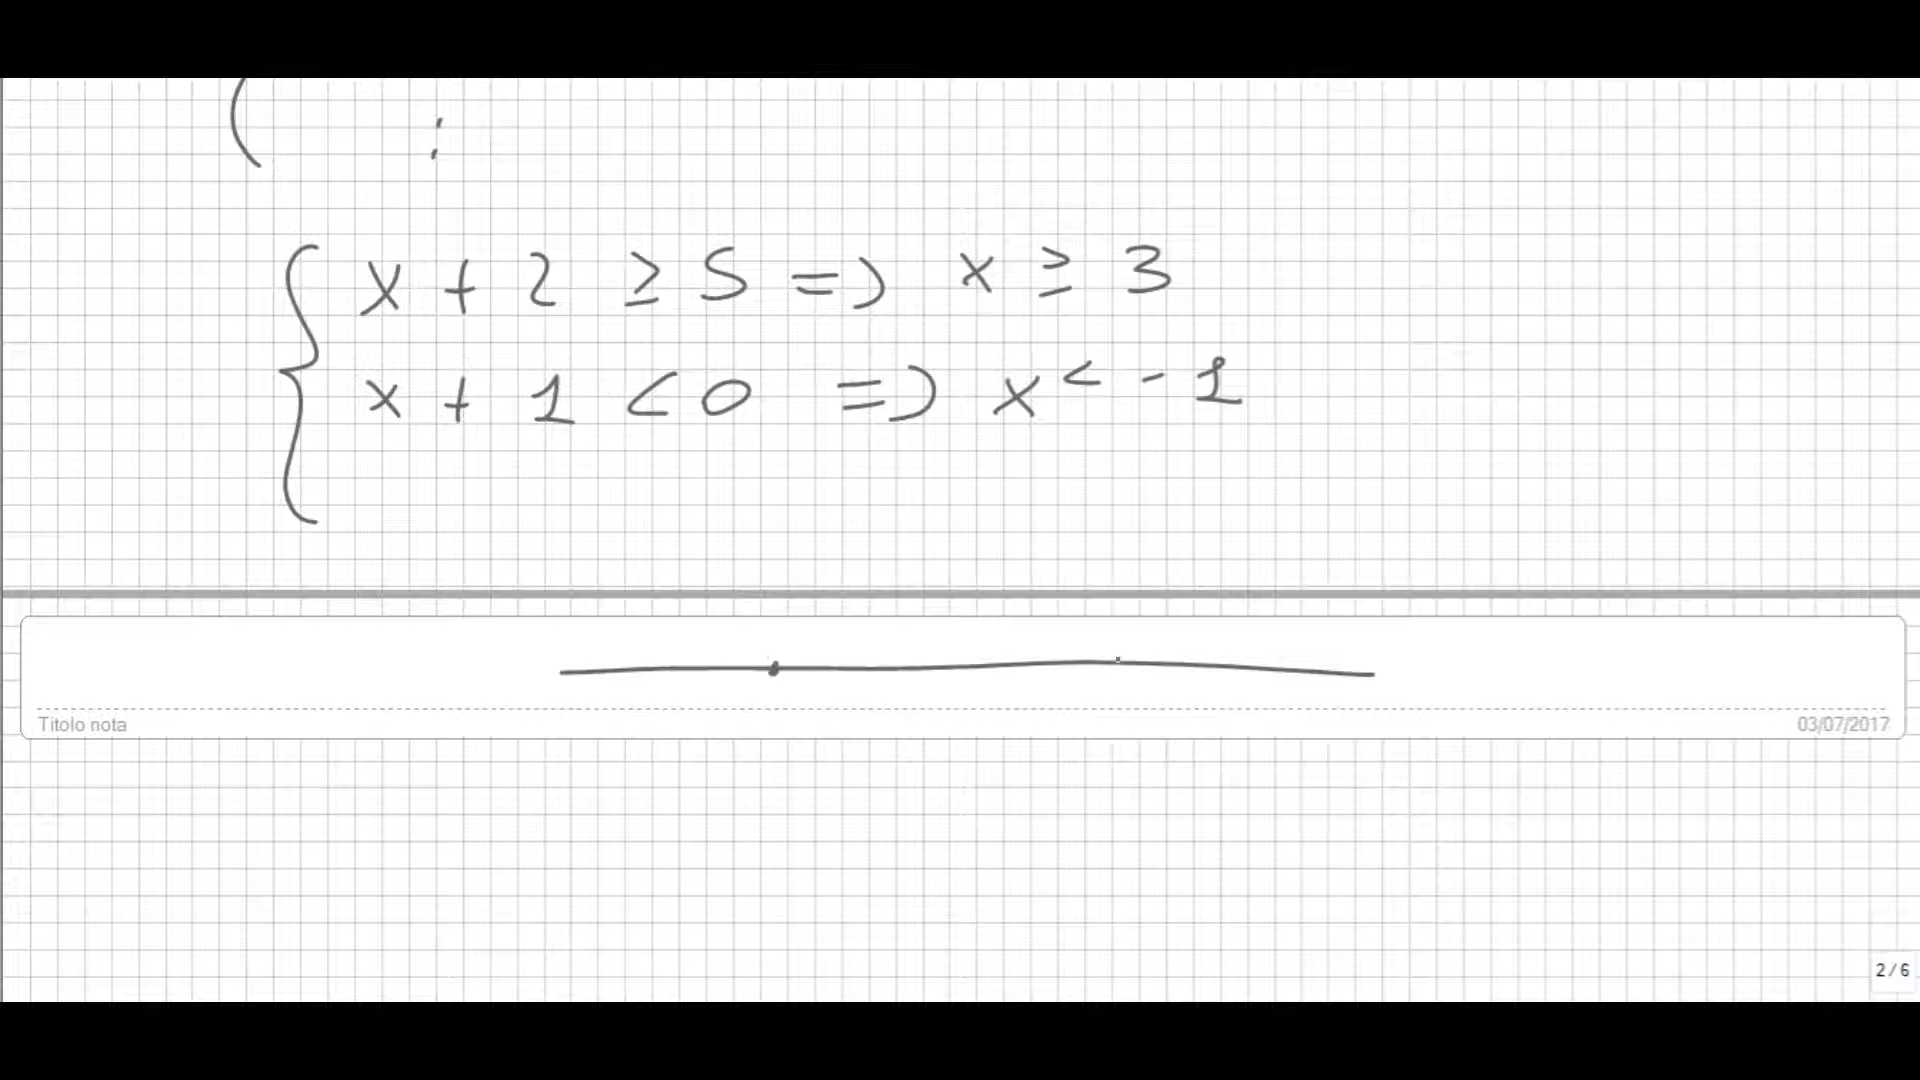 x + 2 ≥ 5 => x ≥ 3
x + 1 < 0 => x < - 1
Titolo nota
03/07/2017
2 / 6